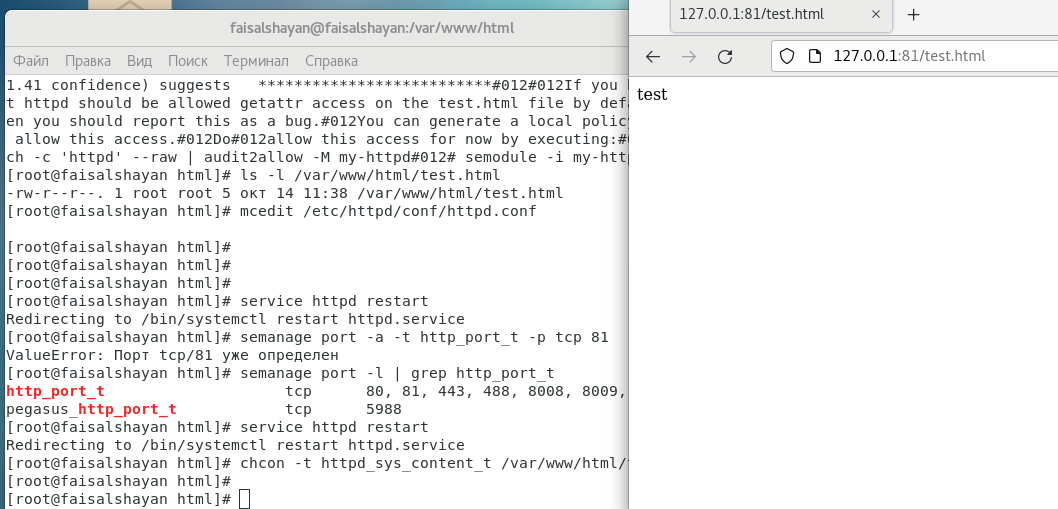 faisalshayan@faisalshayan:/var/www/html
Файл Правка Вид Поиск Терминал Справка
1.41 confidence) suggests   **************************#012#012If you
t httpd should be allowed getattr access on the test.html file by
en you should report this as a bug.#012You can generate a local policy
 allow this access.#012Do#012allow this access for now by executing:
ch -c 'httpd' --raw | audit2allow -M my-httpd#012# semodule -i
[root@faisalshayan html]# ls -l /var/www/html/test.html
-rw-r--r--. 1 root root 5 окт 14 11:38 /var/www/html/test.html
[root@faisalshayan html]# mcedit /etc/httpd/conf/httpd.conf
[root@faisalshayan html]#
[root@faisalshayan html]#
[root@faisalshayan html]#
[root@faisalshayan html]# service httpd restart
Redirecting to /bin/systemctl restart httpd.service
[root@faisalshayan html]# semanage port -a -t http_port_t -p tcp 81
ValueError: Порт tcp/81 уже определен
[root@faisalshayan html]# semanage port -l | grep http_port_t
http_port_t                    tcp      80, 81, 443, 488, 8008, 8009,
pegasus_http_port_t            tcp      5988
[root@faisalshayan html]# service httpd restart
Redirecting to /bin/systemctl restart httpd.service
[root@faisalshayan html]# chcon -t httpd_sys_content_t /var/www/html/
[root@faisalshayan html]#
[root@faisalshayan html]#
127.0.0.1:81/test.html
127.0.0.1:81/test.html
test